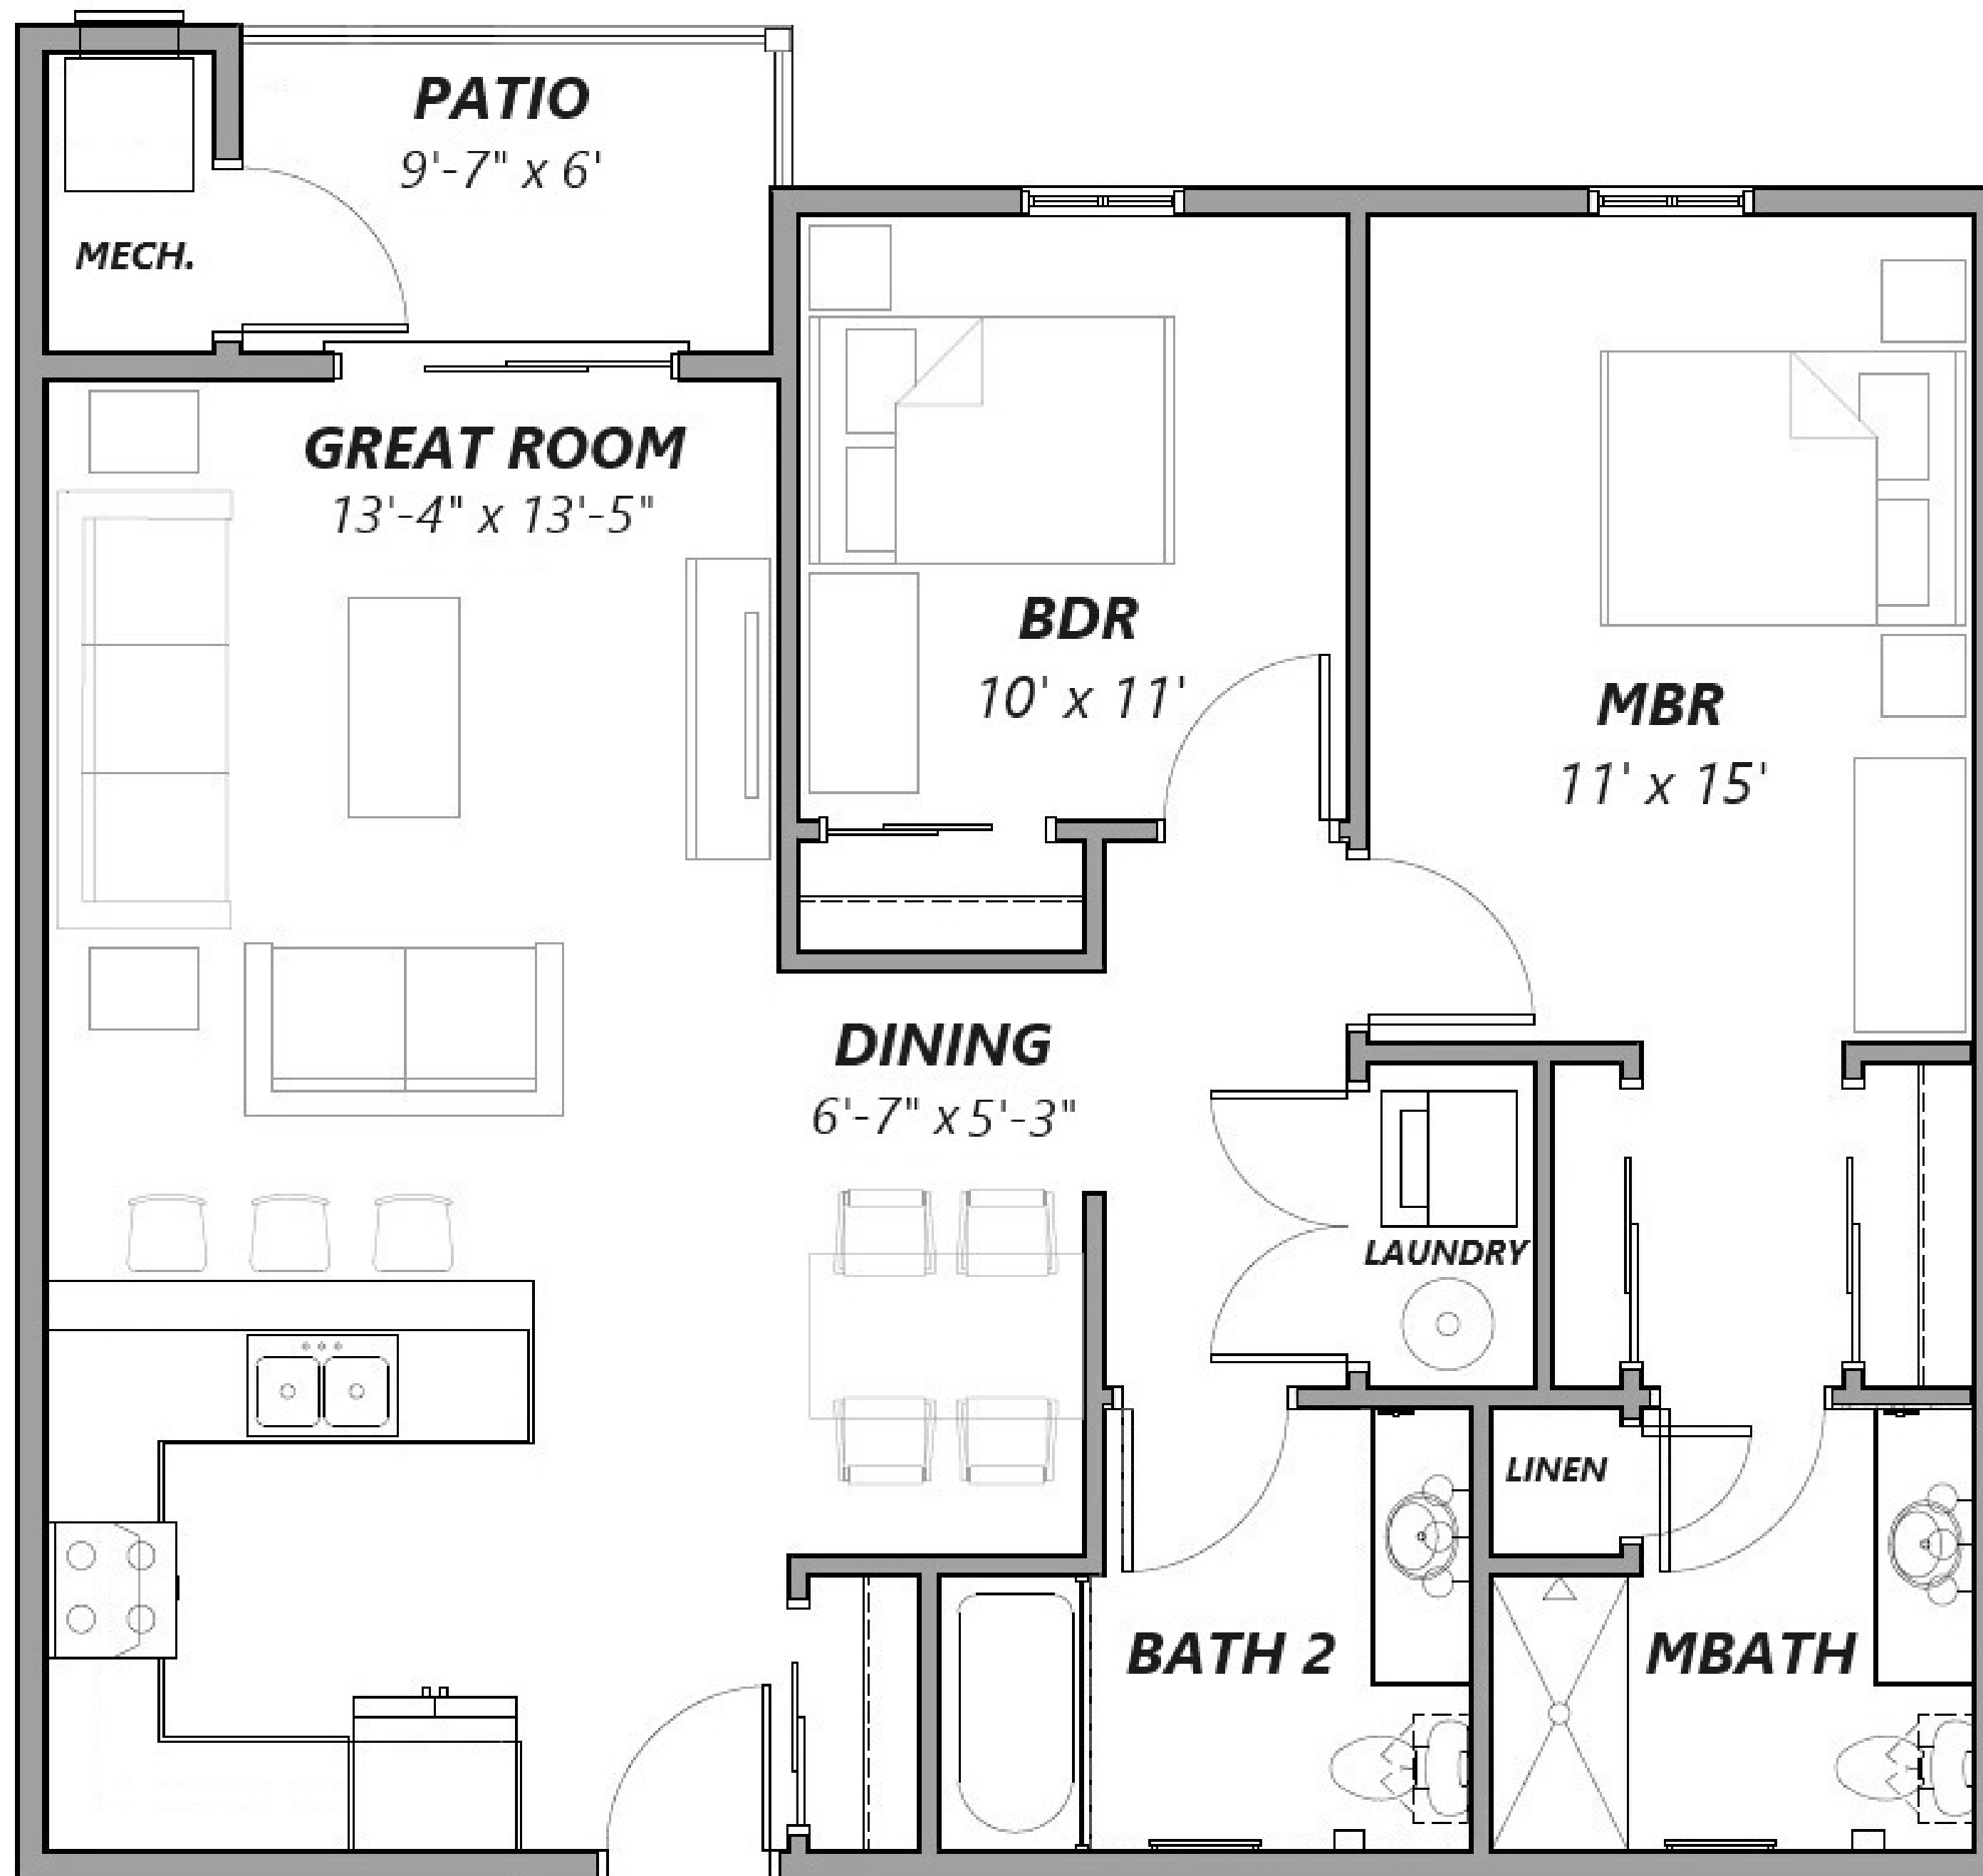 PATIO
9'-7" x 6'
MECH.
GREAT ROOM
13'-4" x 13'-5"
BDR
10' x 11'
MBR
11' x 15'
DINING
6'-7" x 5'-3"
LAUNDRY
LINEN
BATH 2
MBATH